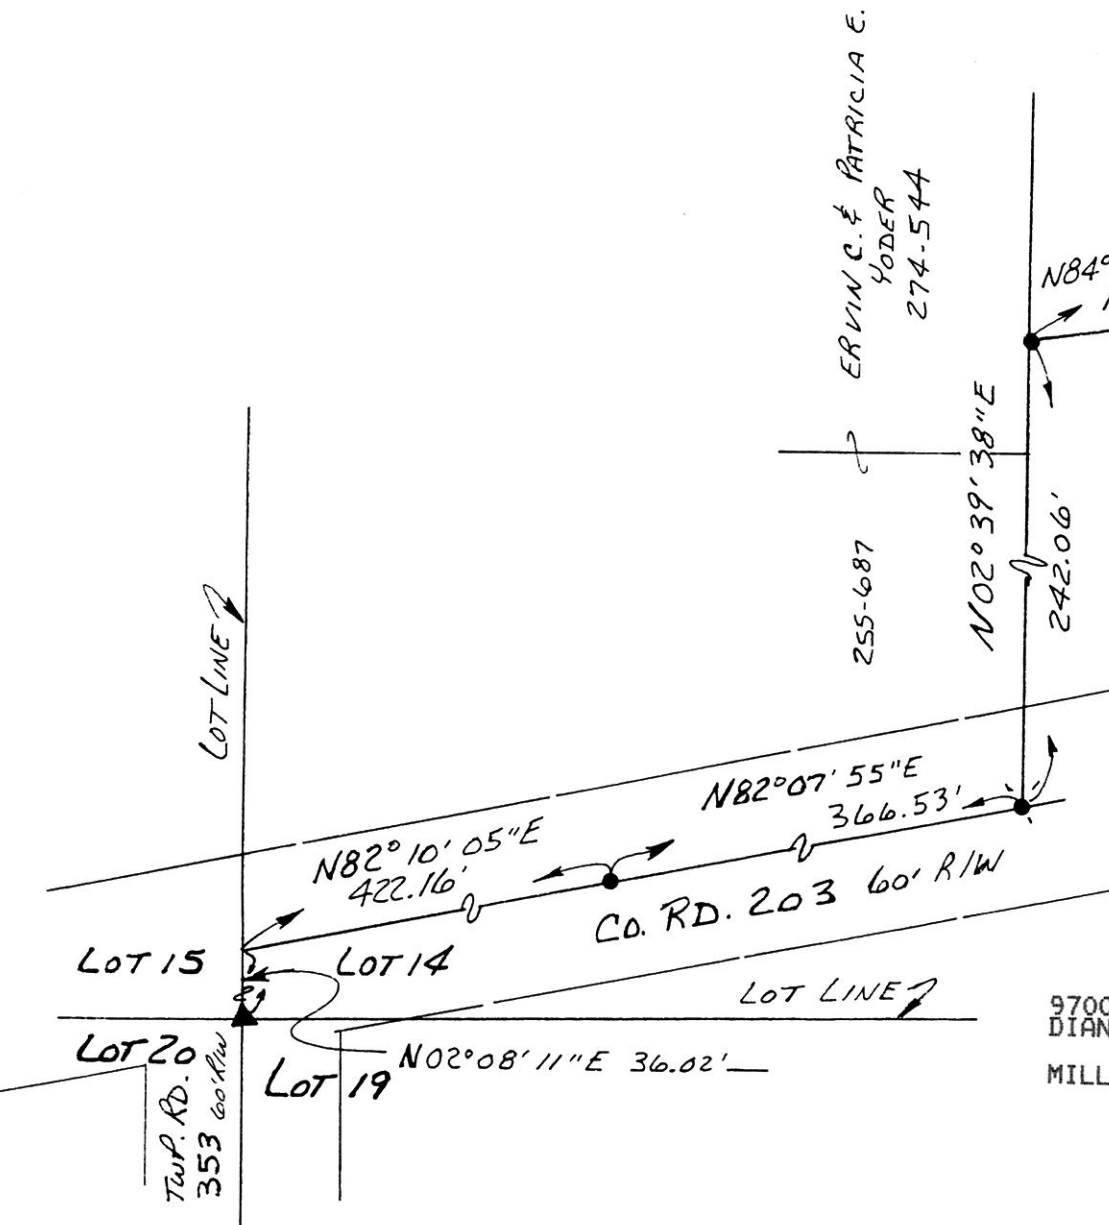 ERVIN C. & PATRICIA E.
YODER
274-544
N84°
N02°39'38"E
242.06'
255-687
LOT LINE
N82°07'55"E
366.53'
N82°10'05"E
422.16'
CO. RD. 203 60' R/W
LOT 15
LOT 14
LOT LINE
LOT 20
LOT 19
N02°08'11"E 36.02'
TWP. RD.
353 60' R/W
9700
DIAN
MILL